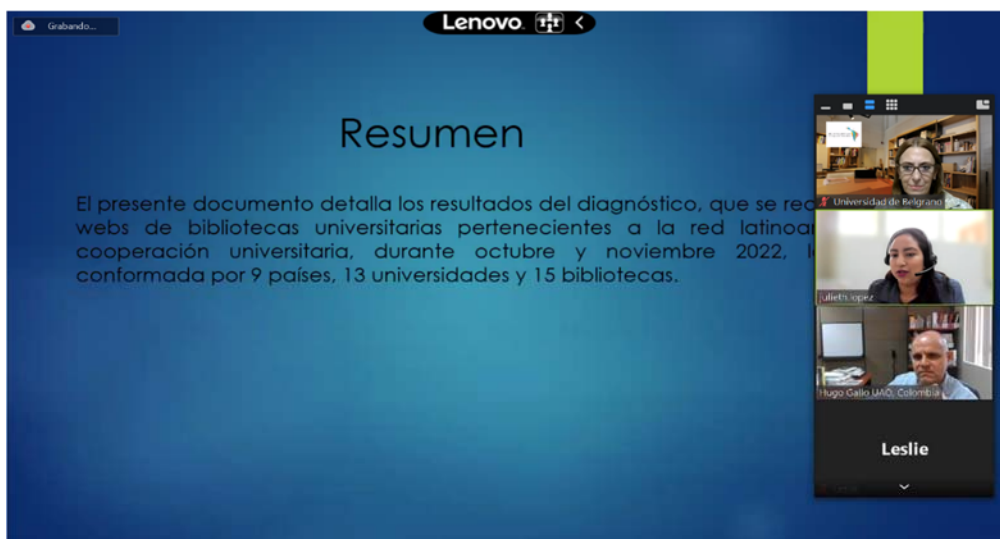 Grabando...
Lenovo
Resumen
El presente documento detalla los resultados del diagnóstico, que se
webs de bibliotecas universitarias pertenecientes a la red
cooperación universitaria, durante octubre y noviembre 2022,
conformada por 9 países, 13 universidades y 15 bibliotecas.
Universidad de Belgrano
julieth.lopez
Hugo Gallo UAO, Colombia
Leslie